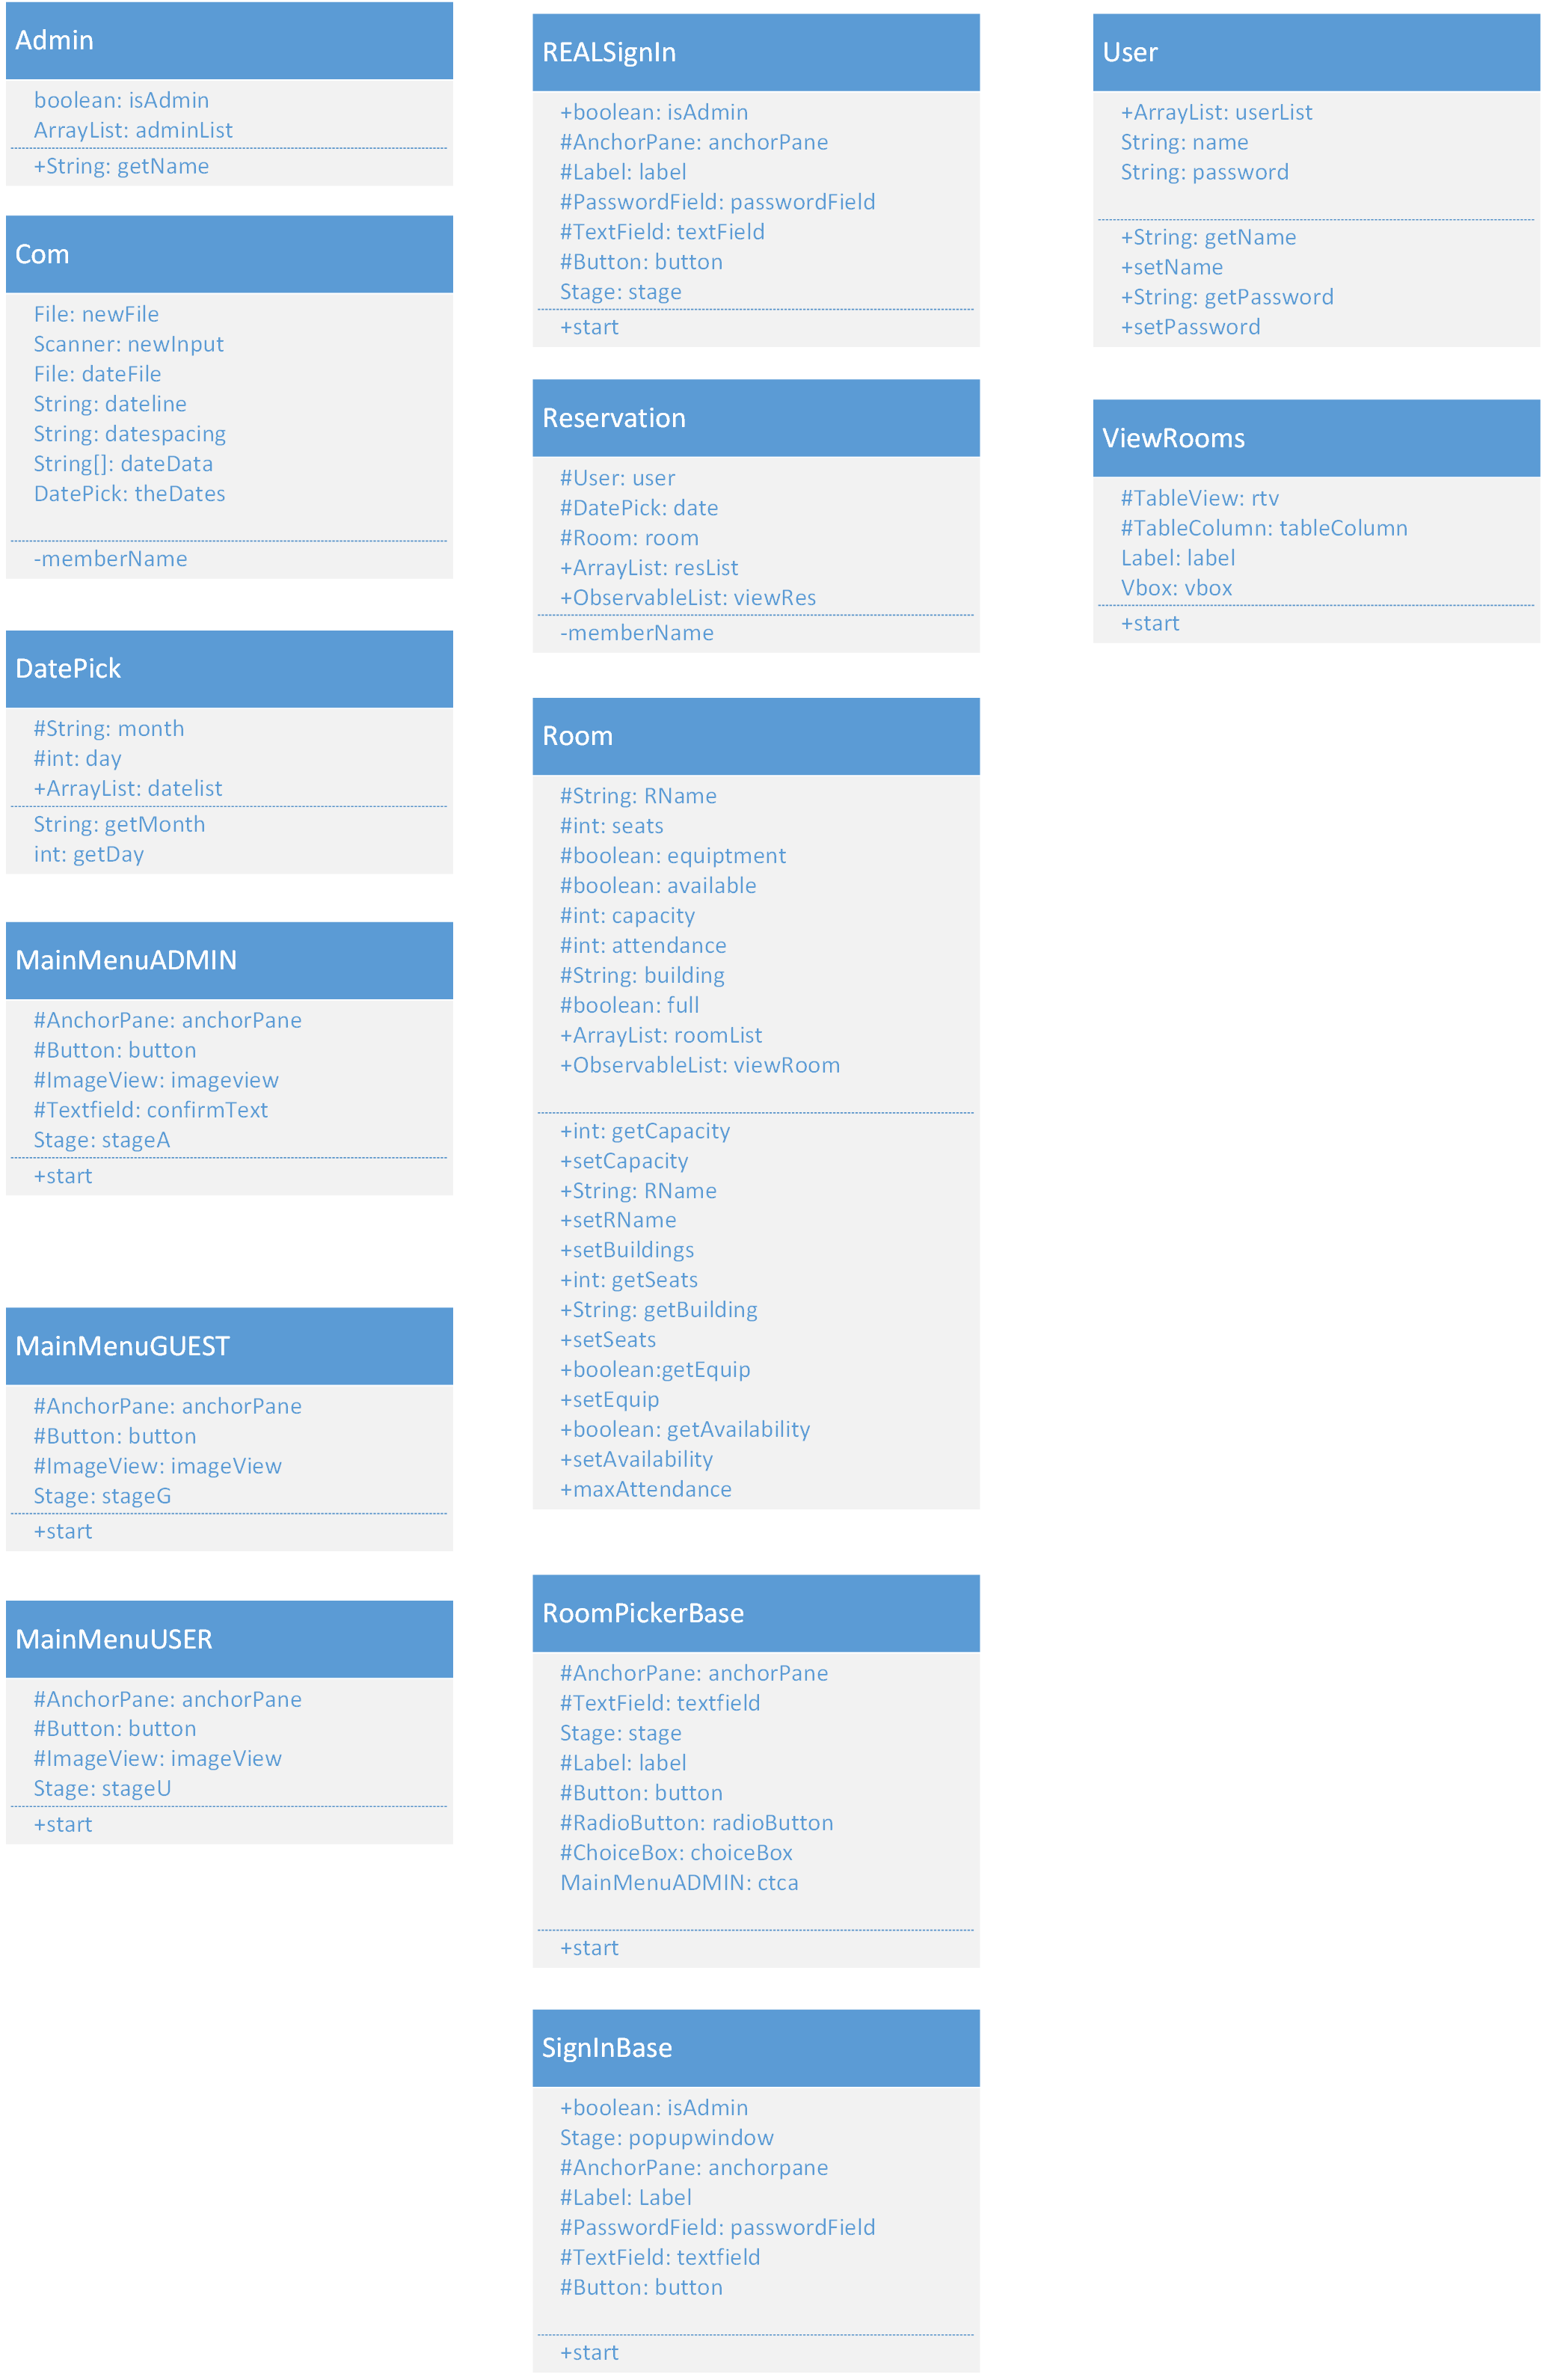 Admin
boolean: isAdmin
ArrayList: adminList
+String: getName
Com
File: newFile
Scanner: newInput
File: dateFile
String: dateline
String: datespacing
String[]: dateData
DatePick: theDates
-memberName
DatePick
#String: month
#int: day
+ArrayList: datelist
String: getMonth
int: getDay
MainMenuADMIN
#AnchorPane: anchorPane
#Button: button
#ImageView: imageview
#Textfield: confirmText
Stage: stageA
+start
MainMenuGUEST
#AnchorPane: anchorPane
#Button: button
#ImageView: imageView
Stage: stageG
+start
MainMenuUSER
#AnchorPane: anchorPane
#Button: button
#ImageView: imageView
Stage: stageU
+start
REALSignIn
+boolean: isAdmin
#AnchorPane: anchorPane
#Label: label
#PasswordField: passwordField
#TextField: textField
#Button: button
Stage: stage
+start
Reservation
#User: user
#DatePick: date
#Room: room
+ArrayList: resList
+ObservableList: viewRes
-memberName
Room
#String: RName
#int: seats
#boolean: equiptment
#boolean: available
#int: capacity
#int: attendance
#String: building
#boolean: full
+ArrayList: roomList
+ObservableList: viewRoom
+int: getCapacity
+setCapacity
+String: RName
+setRName
+setBuildings
+int: getSeats
+String: getBuilding
+setSeats
+boolean:getEquip
+setEquip
+boolean: getAvailability
+setAvailability
+maxAttendance
RoomPickerBase
#AnchorPane: anchorPane
#TextField: textfield
Stage: stage
#Label: label
#Button: button
#RadioButton: radioButton
#ChoiceBox: choiceBox
MainMenuADMIN: ctca
+start
SignInBase
+boolean: isAdmin
Stage: popupwindow
#AnchorPane: anchorpane
#Label: Label
#PasswordField: passwordField
#TextField: textfield
#Button: button
+start
User
+ArrayList: userList
String: name
String: password
+String: getName
+setName
+String: getPassword
+setPassword
ViewRooms
#TableView: rtv
#TableColumn: tableColumn
Label: label
Vbox: vbox
+start